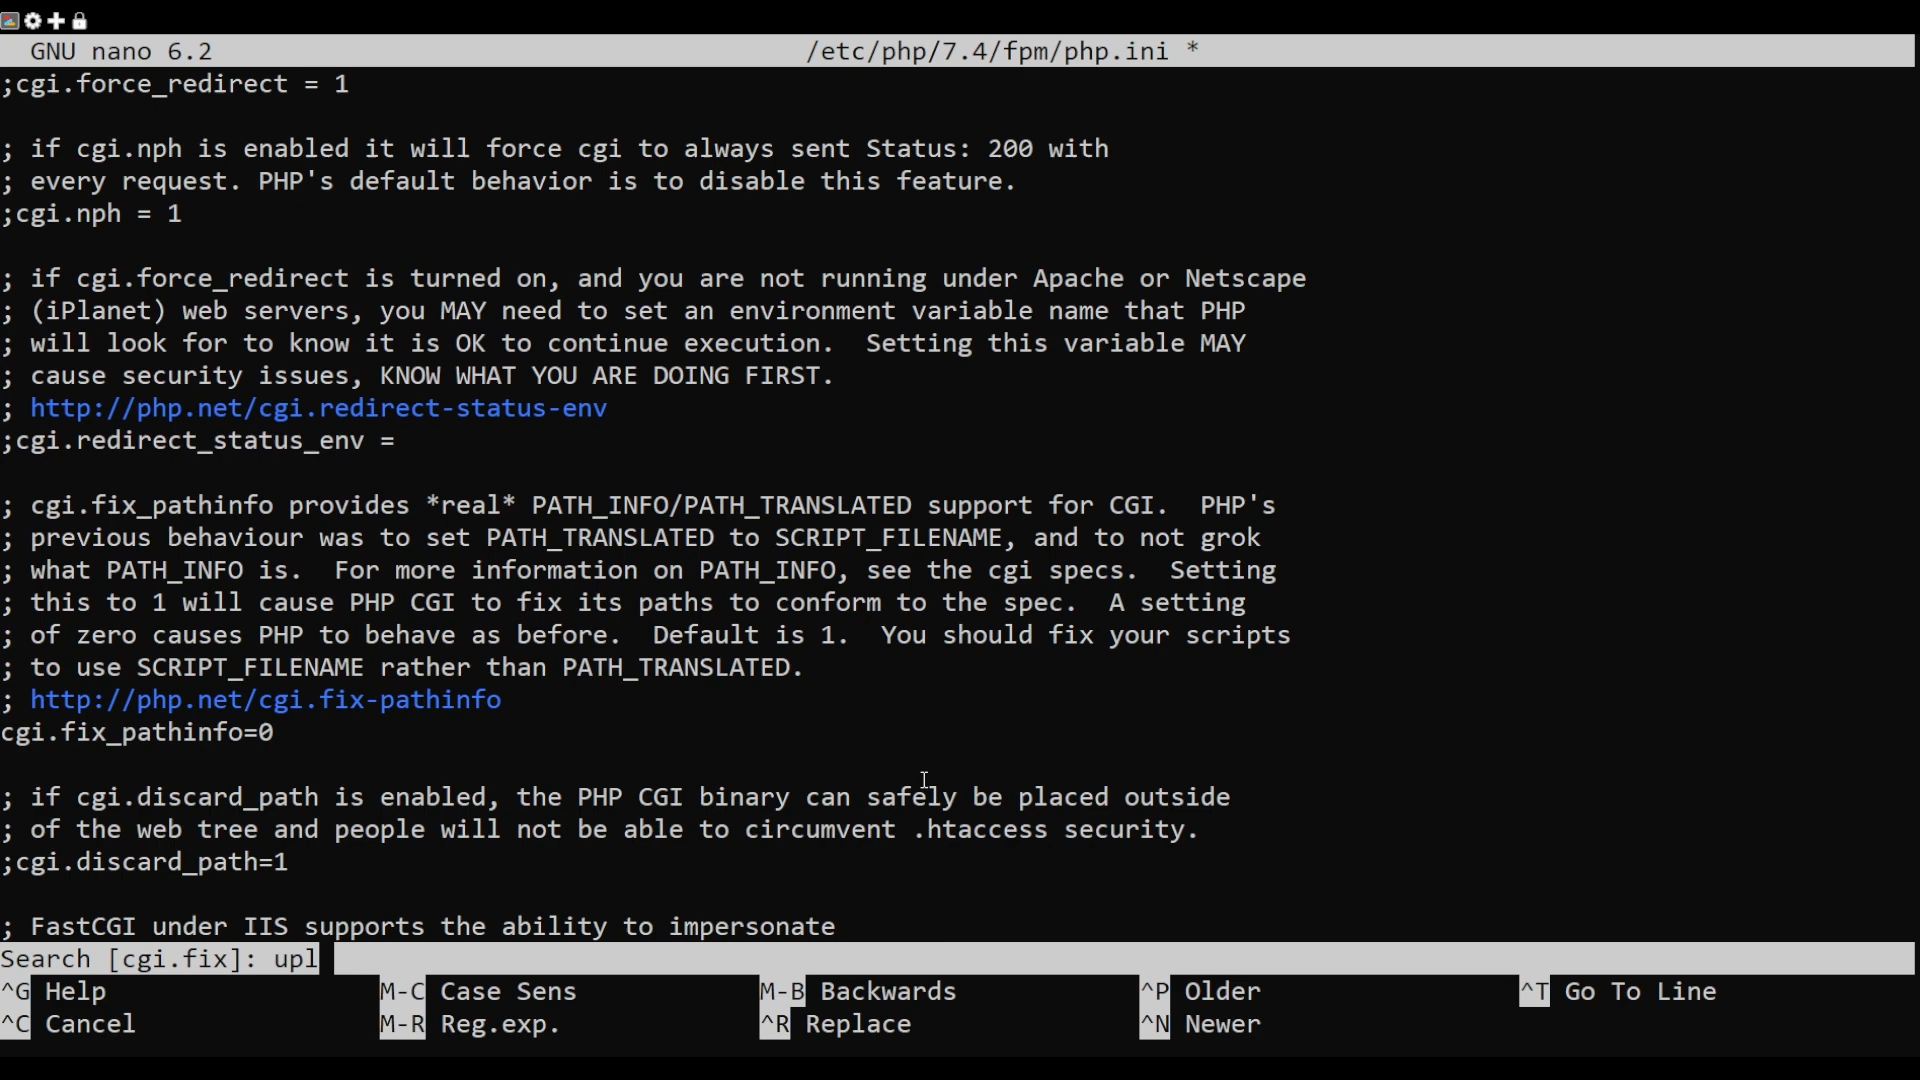 GNU nano 6.2 /etc/php/7.4/fpm/php.ini *
;cgi.force_redirect = 1
; if cgi.nph is enabled it will force cgi to always sent Status: 200 with
; every request. PHP's default behavior is to disable this feature.
;cgi.nph = 1
; if cgi.force_redirect is turned on, and you are not running under Apache or Netscape
; (iPlanet) web servers, you MAY need to set an environment variable name that PHP
; will look for to know it is OK to continue execution.  Setting this variable MAY
; cause security issues, KNOW WHAT YOU ARE DOING FIRST.
; http://php.net/cgi.redirect-status-env
;cgi.redirect_status_env =
; cgi.fix_pathinfo provides *real* PATH_INFO/PATH_TRANSLATED support for CGI.  PHP's
; previous behaviour was to set PATH_TRANSLATED to SCRIPT_FILENAME, and to not grok
; what PATH_INFO is.  For more information on PATH_INFO, see the cgi specs.  Setting
; this to 1 will cause PHP CGI to fix its paths to conform to the spec.  A setting
; of zero causes PHP to behave as before.  Default is 1.  You should fix your scripts
; to use SCRIPT_FILENAME rather than PATH_TRANSLATED.
; http://php.net/cgi.fix-pathinfo
cgi.fix_pathinfo=0
; if cgi.discard_path is enabled, the PHP CGI binary can safely be placed outside
; of the web tree and people will not be able to circumvent .htaccess security.
;cgi.discard_path=1
; FastCGI under IIS supports the ability to impersonate
Search [cgi.fix]: upl
^G Help M-C Case Sens M-B Backwards ^P Older ^T Go To Line
^C Cancel M-R Reg.exp. ^R Replace ^N Newer